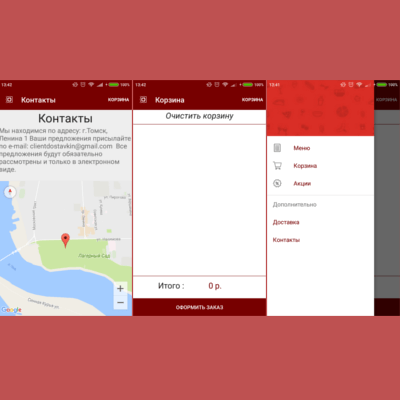 13:42
100%
Контакты
КОРЗИНА
Контакты
Мы находимся по адресу: г.Томск,
Ленина 1 Ваши предложения присылайте
по e-mail: clientdostavkin@gmail.com Все
предложения будут обязательно
рассмотрены и только в электронном
виде.
Лагерный Сад
Google
+
−
13:42
100%
Корзина
КОРЗИНА
Очистить корзину
Итого :
0 р.
ОФОРМИТЬ ЗАКАЗ
13:41
100%
КОРЗИНА
Меню
Корзина
Акции
Дополнительно
Доставка
Контакты